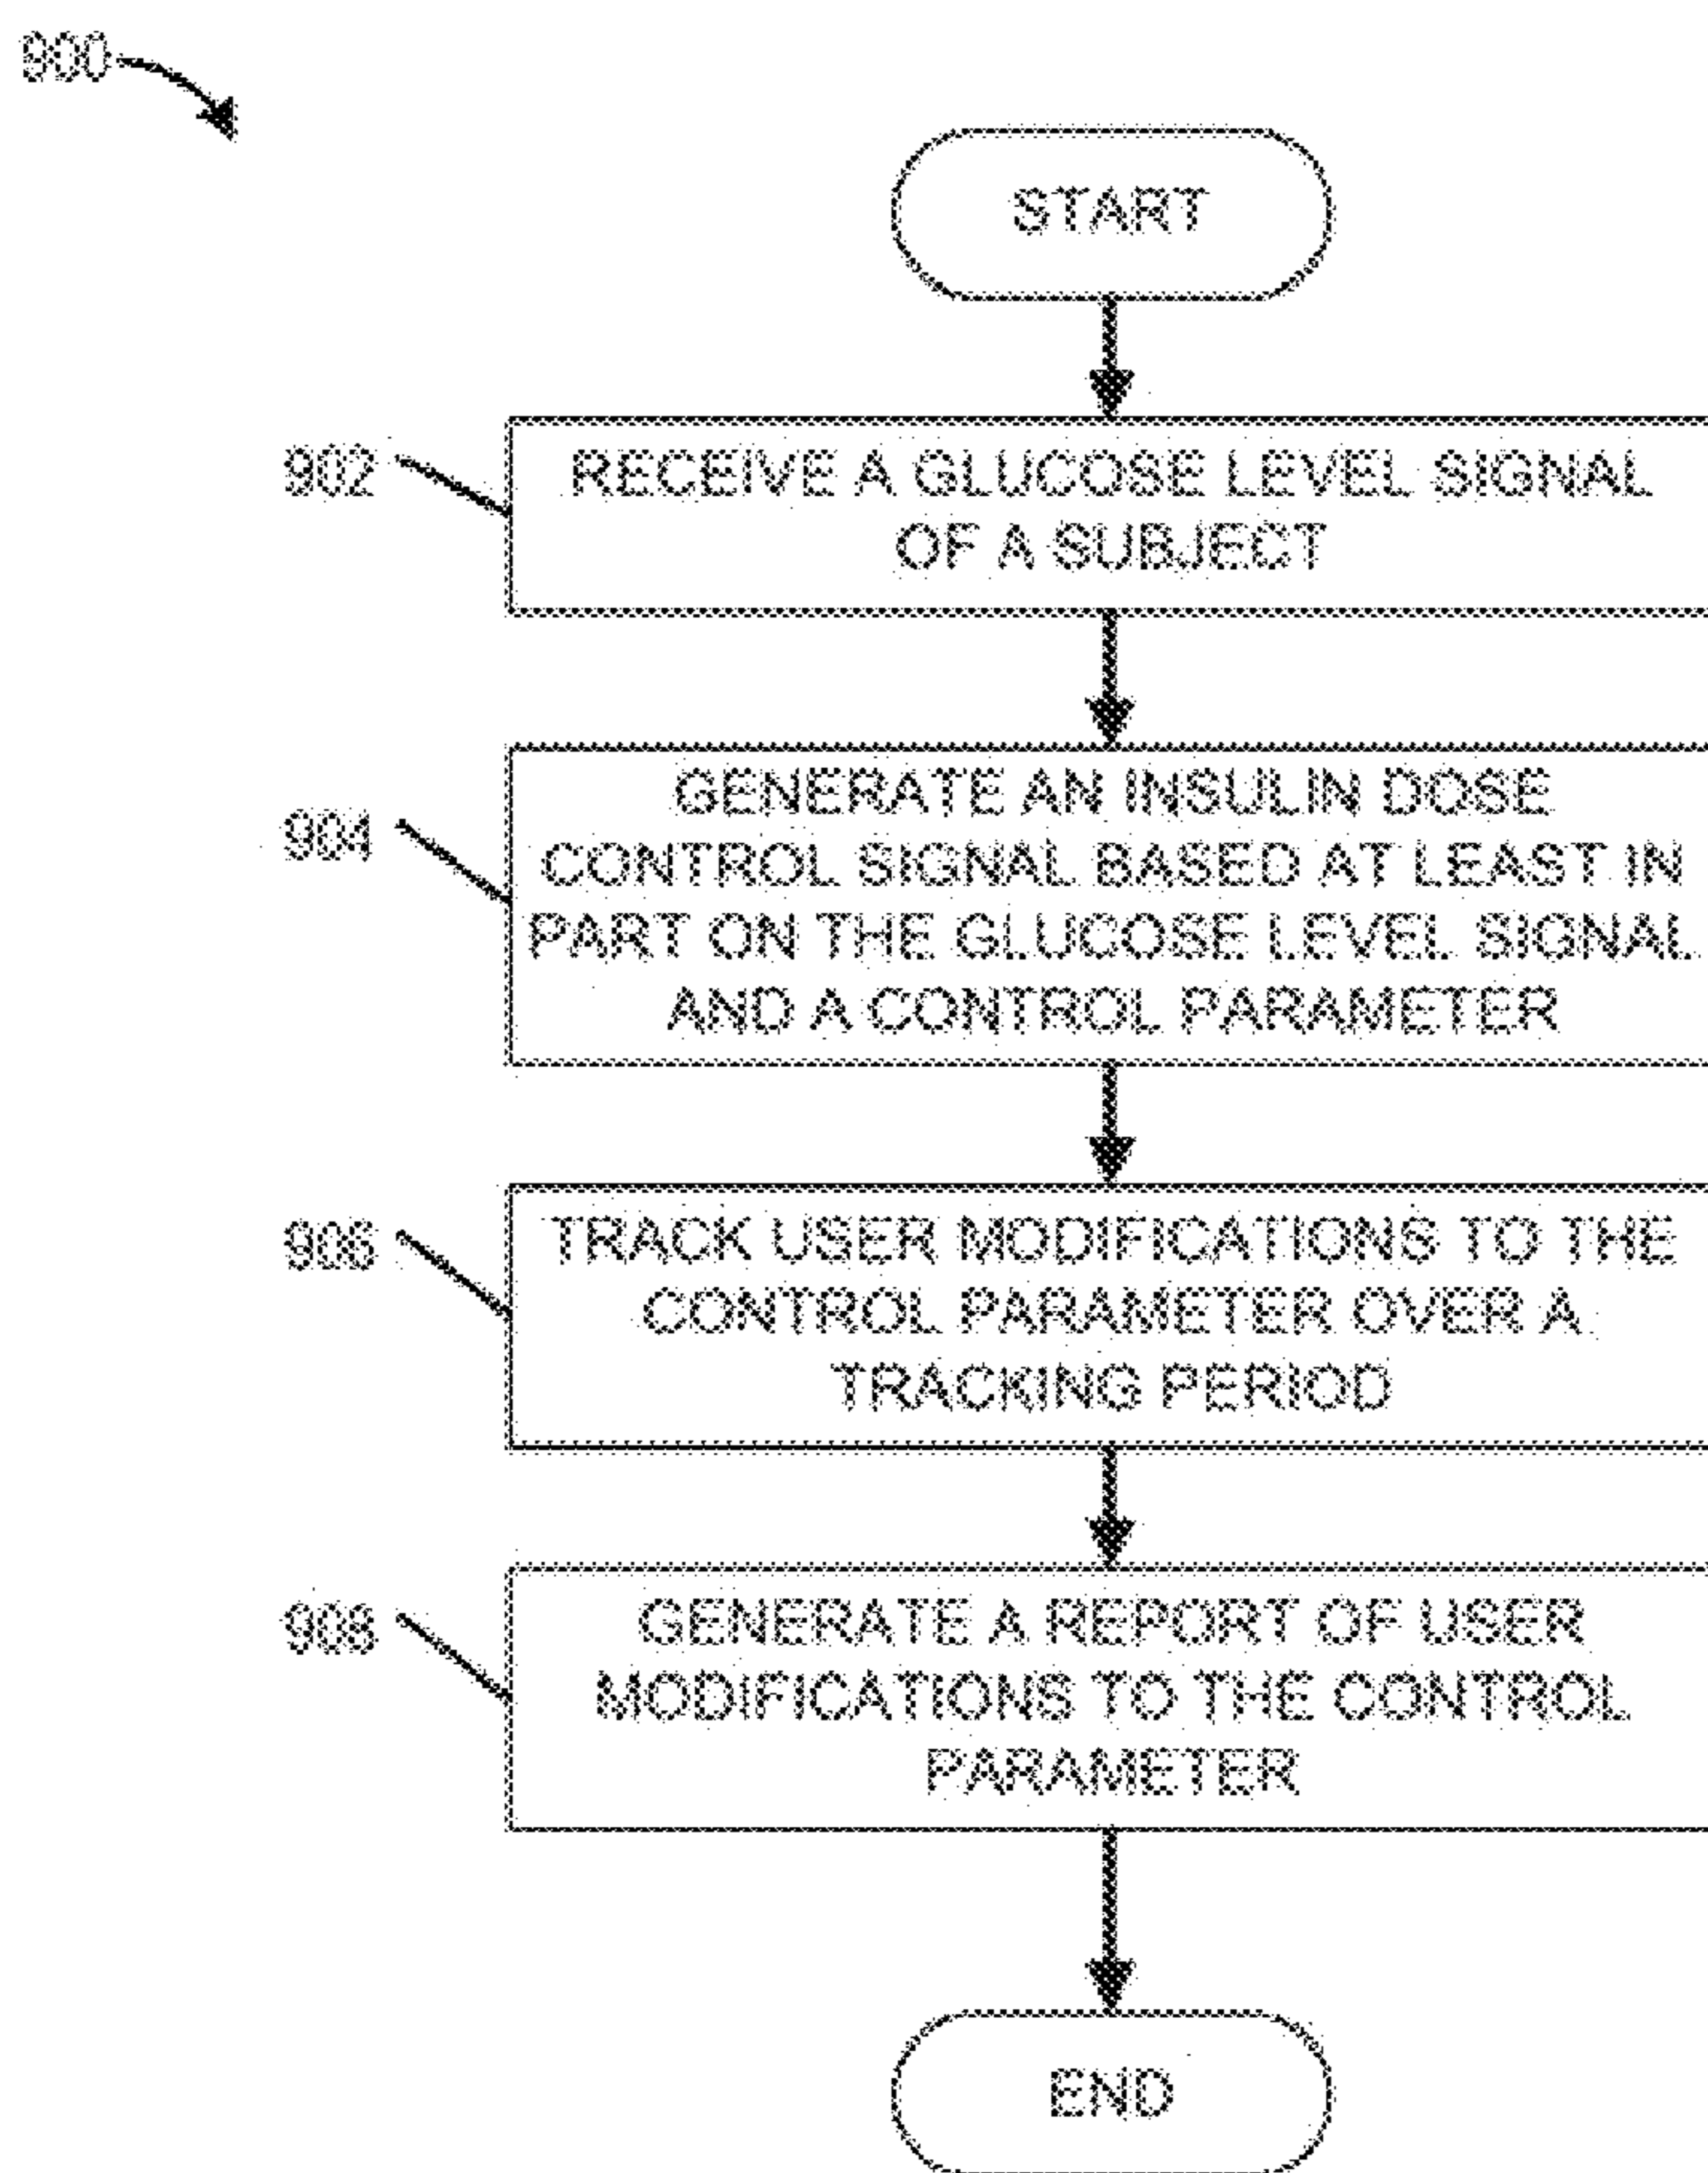 900
START
902
RECEIVE A GLUCOSE LEVEL SIGNAL
OF A SUBJECT
904
GENERATE AN INSULIN DOSE
CONTROL SIGNAL BASED AT LEAST IN
PART ON THE GLUCOSE LEVEL SIGNAL
AND A CONTROL PARAMETER
906
TRACK USER MODIFICATIONS TO THE
CONTROL PARAMETER OVER A
TRACKING PERIOD
908
GENERATE A REPORT OF USER
MODIFICATIONS TO THE CONTROL
PARAMETER
END